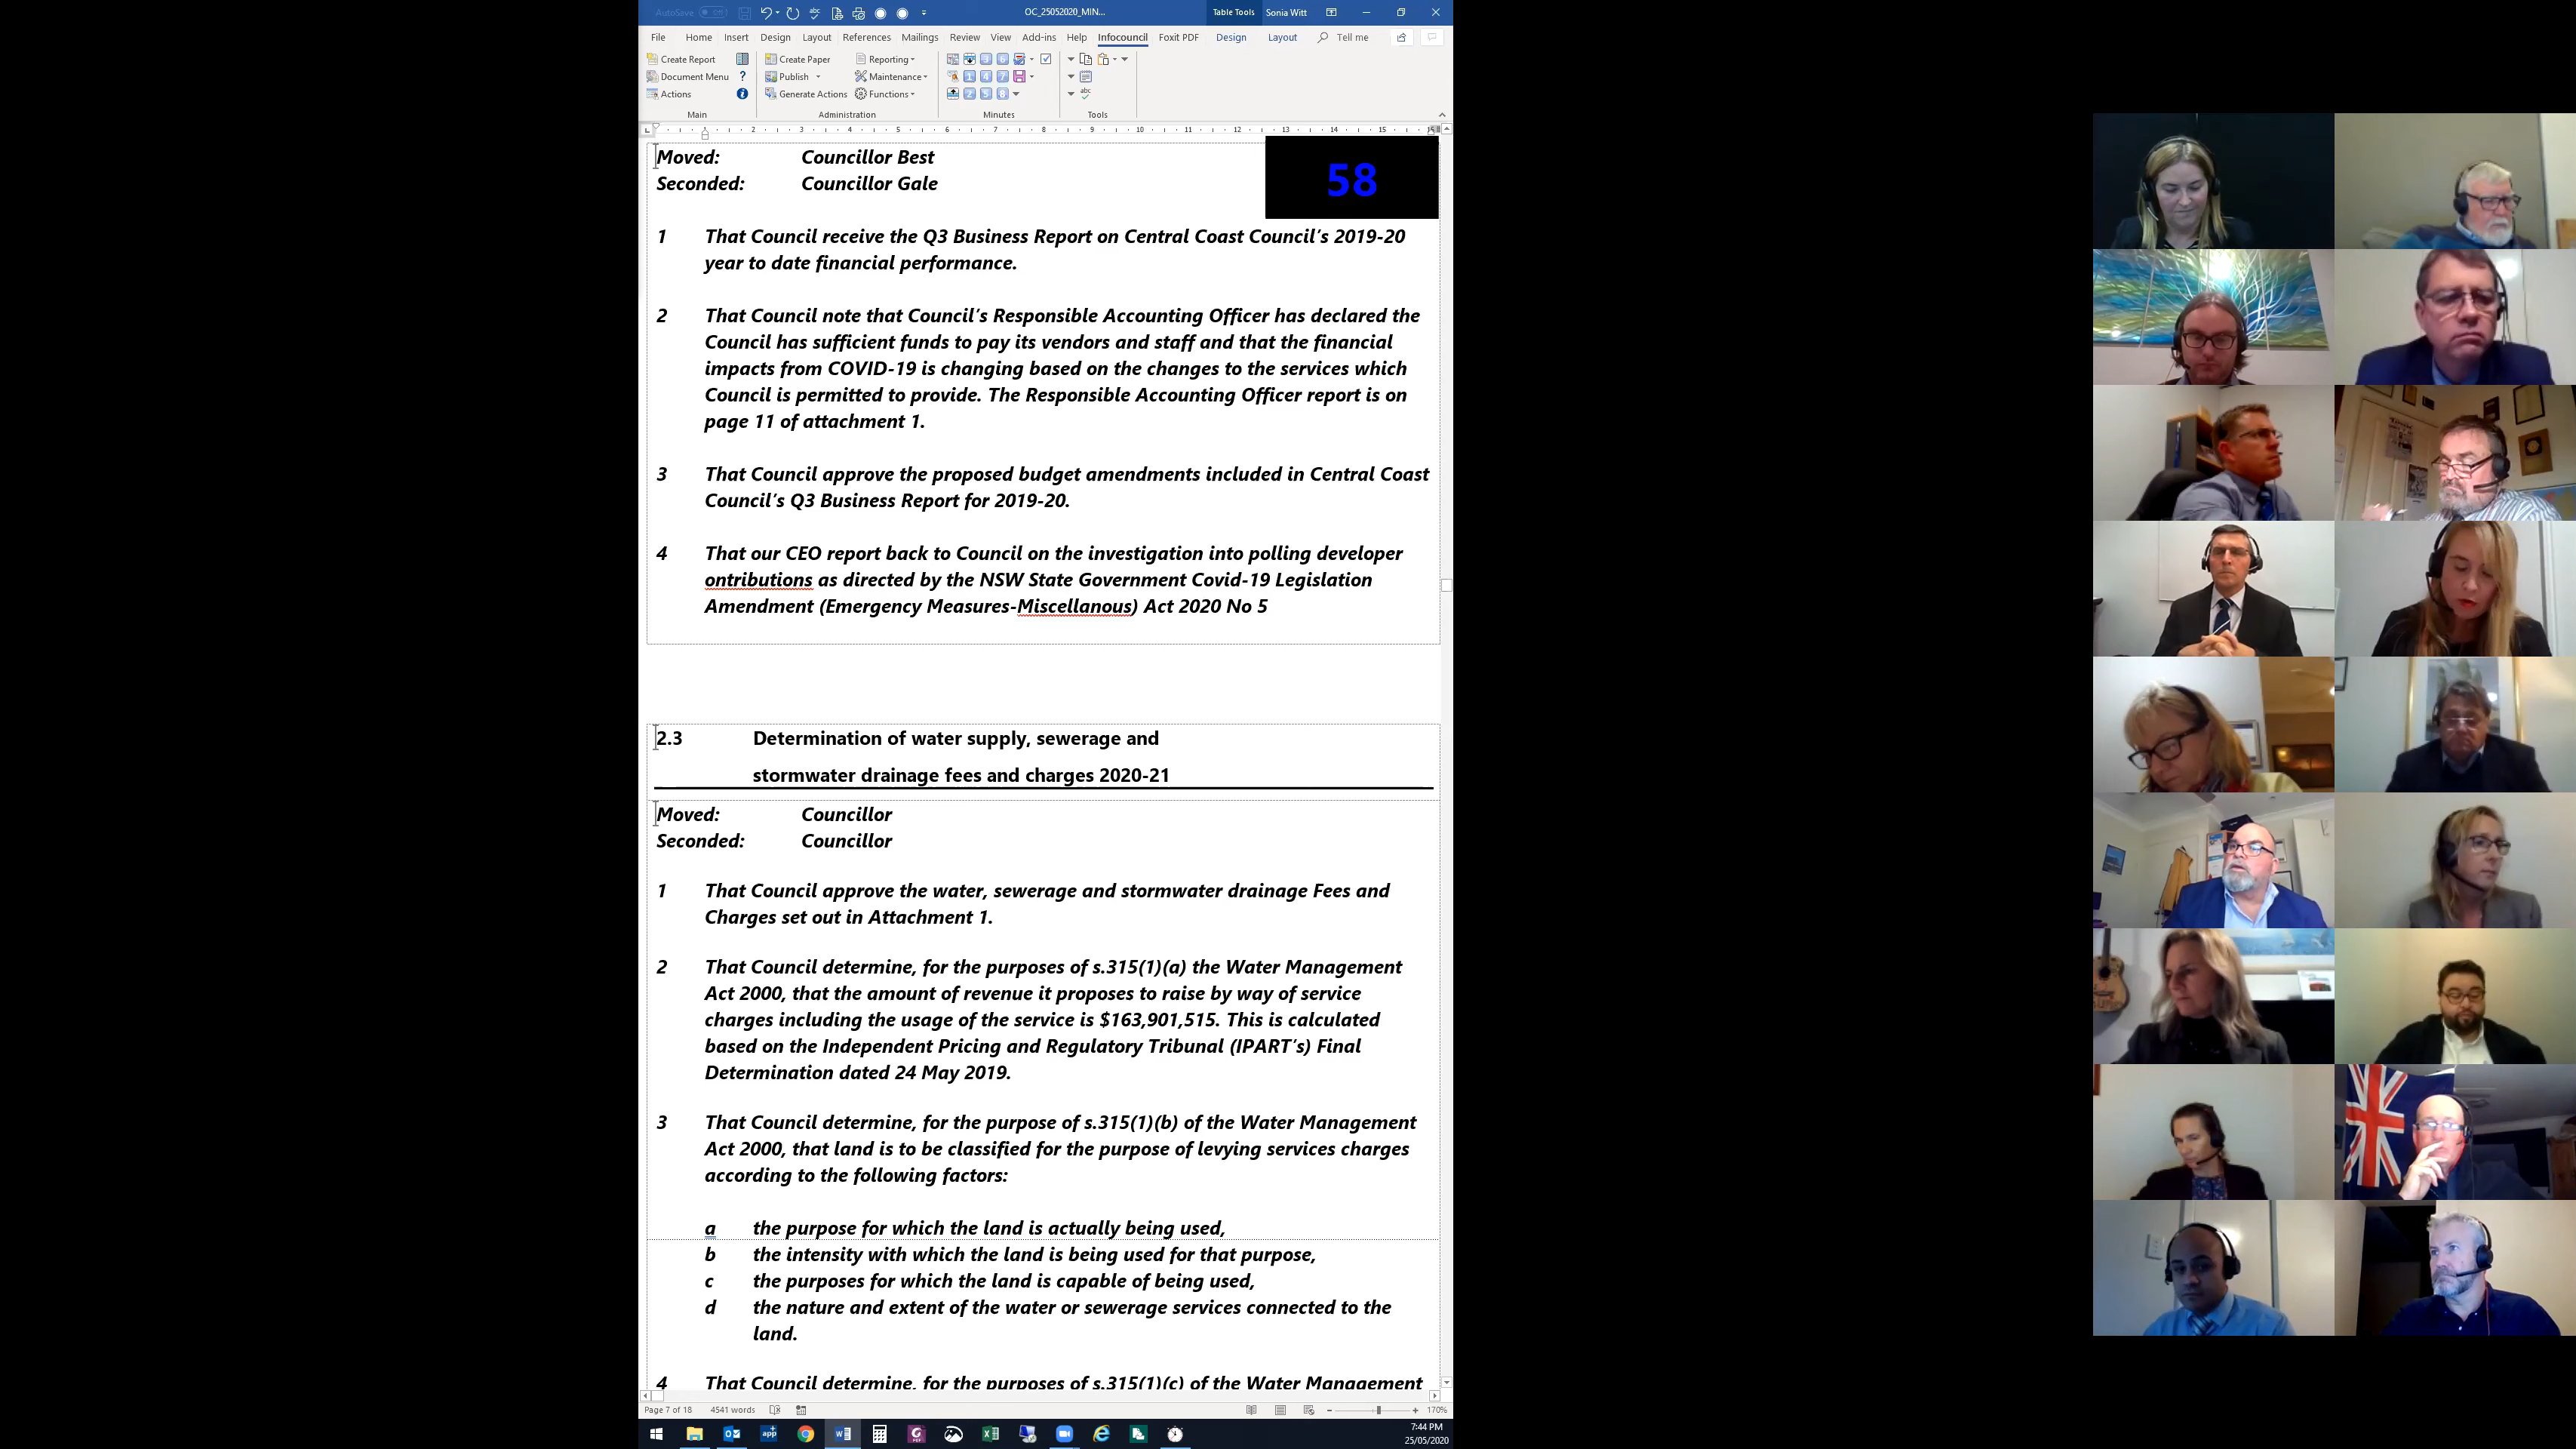 AutoSave
Off
OC_25052020_MIN...
Table Tools
Sonia Witt
File Home Insert Design Layout References Mailings Review View Add-ins Help Infocouncil Foxit PDF Design Layout Tell me
Create Report
Document Menu
Actions
Main
Create Paper
Publish
Generate Actions
Reporting
Maintenance
Functions
Administration
Minutes
Tools
Moved: Councillor Best
Seconded: Councillor Gale
58
1 That Council receive the Q3 Business Report on Central Coast Council's 2019-20
year to date financial performance.
2 That Council note that Council's Responsible Accounting Officer has declared the
Council has sufficient funds to pay its vendors and staff and that the financial
impacts from COVID-19 is changing based on the changes to the services which
Council is permitted to provide. The Responsible Accounting Officer report is on
page 11 of attachment 1.
3 That Council approve the proposed budget amendments included in Central Coast
Council's Q3 Business Report for 2019-20.
4 That our CEO report back to Council on the investigation into polling developer
ontributions as directed by the NSW State Government Covid-19 Legislation
Amendment (Emergency Measures-Miscellanous) Act 2020 No 5
2.3 Determination of water supply, sewerage and
stormwater drainage fees and charges 2020-21
Moved: Councillor
Seconded: Councillor
1 That Council approve the water, sewerage and stormwater drainage Fees and
Charges set out in Attachment 1.
2 That Council determine, for the purposes of s.315(1)(a) the Water Management
Act 2000, that the amount of revenue it proposes to raise by way of service
charges including the usage of the service is $163,901,515. This is calculated
based on the Independent Pricing and Regulatory Tribunal (IPART's) Final
Determination dated 24 May 2019.
3 That Council determine, for the purpose of s.315(1)(b) of the Water Management
Act 2000, that land is to be classified for the purpose of levying services charges
according to the following factors:
a the purpose for which the land is actually being used,
b the intensity with which the land is being used for that purpose,
c the purposes for which the land is capable of being used,
d the nature and extent of the water or sewerage services connected to the
land.
4 That Council determine, for the purposes of s.315(1)(c) of the Water Management
Page 7 of 18 4541 words
170%
7:44 PM
25/05/2020